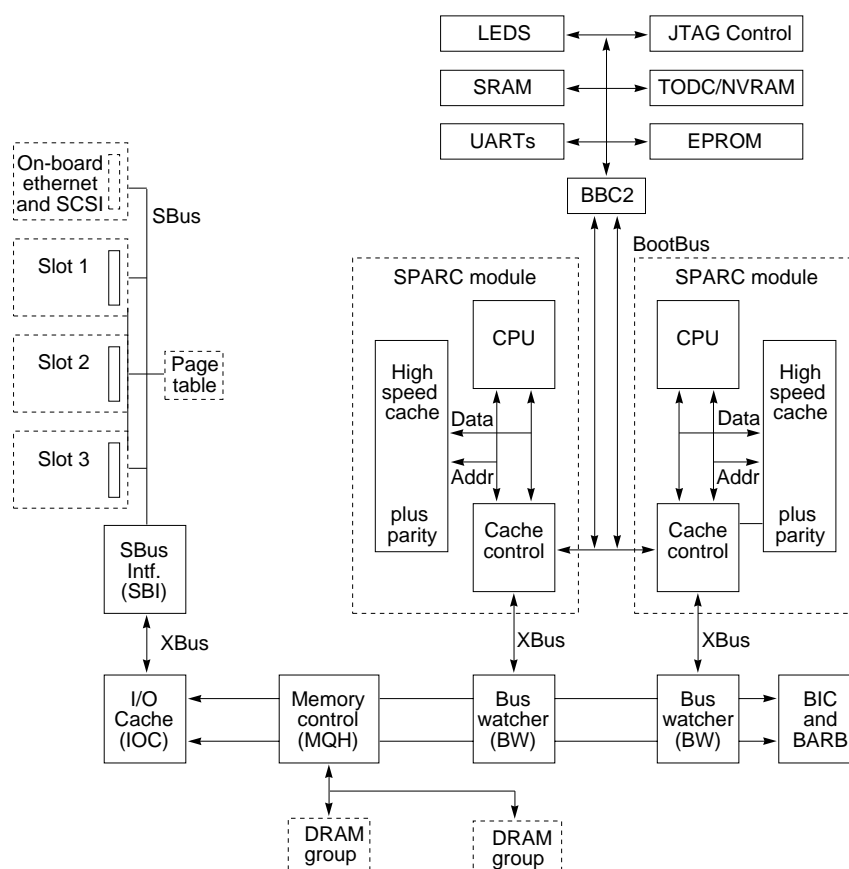 LEDS
JTAG Control
SRAM
TODC/NVRAM
UARTs
EPROM
BBC2
BootBus
On-board
ethernet
and SCSI
SBus
Slot 1
Slot 2
Slot 3
Page
table
SBus
Intf.
(SBI)
XBus
SPARC module
CPU
High
speed
cache
plus
parity
Data
Addr
Cache
control
XBus
SPARC module
CPU
High
speed
cache
plus
parity
Data
Addr
Cache
control
XBus
I/O
Cache
(IOC)
Memory
control
(MQH)
Bus
watcher
(BW)
Bus
watcher
(BW)
BIC
and
BARB
DRAM
group
DRAM
group